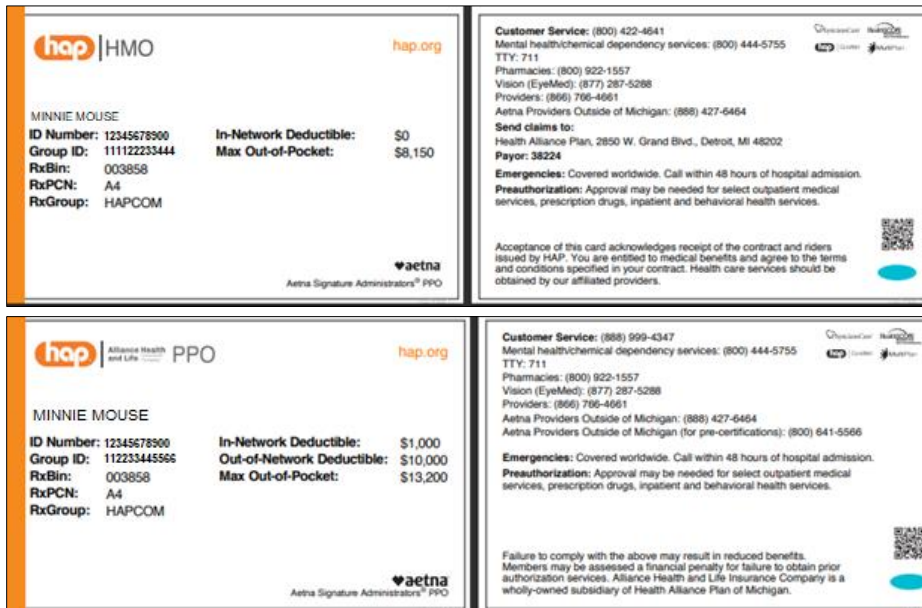 hap HMO
hap.org
MINNIE MOUSE
ID Number: 12345678900
Group ID: 111122233444
RxBin: 003858
RxPCN: A4
RxGroup: HAPCOM
In-Network Deductible: $0
Max Out-of-Pocket: $8,150
aetna
Aetna Signature Administrators® PPO
Customer Service: (800) 422-4641
Mental health/chemical dependency services: (800) 444-5755
TTY: 711
Pharmacies: (800) 922-1557
Vision (EyeMed): (877) 287-5288
Providers: (866) 766-4661
Aetna Providers Outside of Michigan: (888) 427-6464
Send claims to:
Health Alliance Plan, 2850 W. Grand Blvd., Detroit, MI 48202
Payor: 38224
Emergencies: Covered worldwide. Call within 48 hours of hospital admission.
Preauthorization: Approval may be needed for select outpatient medical
services, prescription drugs, inpatient and behavioral health services.
Acceptance of this card acknowledges receipt of the contract and riders
issued by HAP. You are entitled to medical benefits and agree to the terms
and conditions specified in your contract. Health care services should be
obtained by our affiliated providers.
PhysiciansCare
hap
MultiPlan
hap Alliance Health and Life PPO
hap.org
MINNIE MOUSE
ID Number: 12345678900
Group ID: 112233445566
RxBin: 003858
RxPCN: A4
RxGroup: HAPCOM
In-Network Deductible: $1,000
Out-of-Network Deductible: $10,000
Max Out-of-Pocket: $13,200
aetna
Aetna Signature Administrators® PPO
Customer Service: (888) 999-4347
Mental health/chemical dependency services: (800) 444-5755
TTY: 711
Pharmacies: (800) 922-1557
Vision (EyeMed): (877) 287-5288
Providers: (866) 766-4661
Aetna Providers Outside of Michigan: (888) 427-6464
Aetna Providers Outside of Michigan (for pre-certifications): (800) 641-5566
Emergencies: Covered worldwide. Call within 48 hours of hospital admission.
Preauthorization: Approval may be needed for select outpatient medical
services, prescription drugs, inpatient and behavioral health services.
Failure to comply with the above may result in reduced benefits.
Members may be assessed a financial penalty for failure to obtain prior
authorization services. Alliance Health and Life Insurance Company is a
wholly-owned subsidiary of Health Alliance Plan of Michigan.
PhysiciansCare
hap
MultiPlan